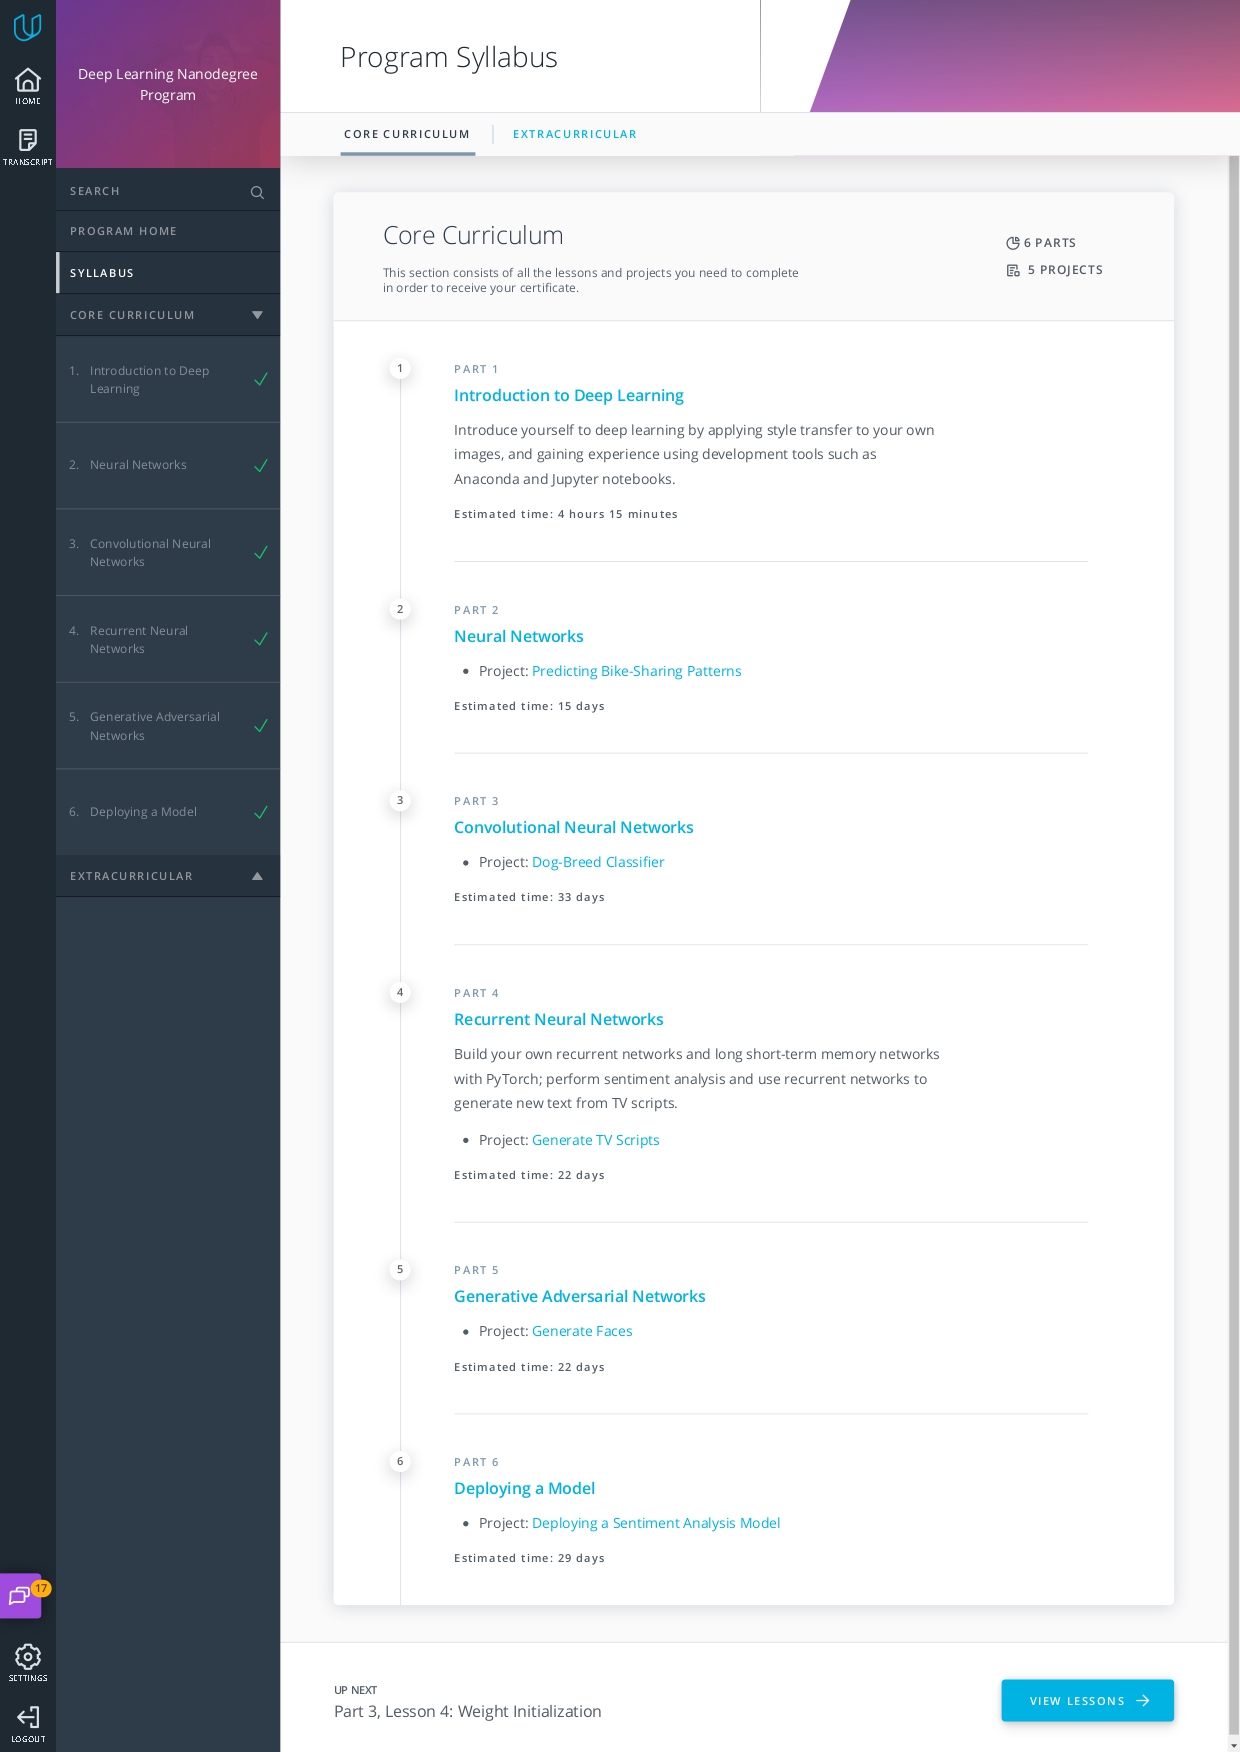 HOME
TRANSCRIPT
Deep Learning Nanodegree
Program
SEARCH
PROGRAM HOME
SYLLABUS
CORE CURRICULUM
1. Introduction to Deep
Learning
2. Neural Networks
3. Convolutional Neural
Networks
4. Recurrent Neural
Networks
5. Generative Adversarial
Networks
6. Deploying a Model
EXTRACURRICULAR
17
SETTINGS
LOGOUT
Program Syllabus
CORE CURRICULUM
EXTRACURRICULAR
Core Curriculum
This section consists of all the lessons and projects you need to complete
in order to receive your certificate.
6 PARTS
5 PROJECTS
1
PART 1
Introduction to Deep Learning
Introduce yourself to deep learning by applying style transfer to your own
images, and gaining experience using development tools such as
Anaconda and Jupyter notebooks.
Estimated time: 4 hours 15 minutes
2
PART 2
Neural Networks
• Project: Predicting Bike-Sharing Patterns
Estimated time: 15 days
3
PART 3
Convolutional Neural Networks
• Project: Dog-Breed Classifier
Estimated time: 33 days
4
PART 4
Recurrent Neural Networks
Build your own recurrent networks and long short-term memory networks
with PyTorch; perform sentiment analysis and use recurrent networks to
generate new text from TV scripts.
• Project: Generate TV Scripts
Estimated time: 22 days
5
PART 5
Generative Adversarial Networks
• Project: Generate Faces
Estimated time: 22 days
6
PART 6
Deploying a Model
• Project: Deploying a Sentiment Analysis Model
Estimated time: 29 days
UP NEXT
Part 3, Lesson 4: Weight Initialization
VIEW LESSONS